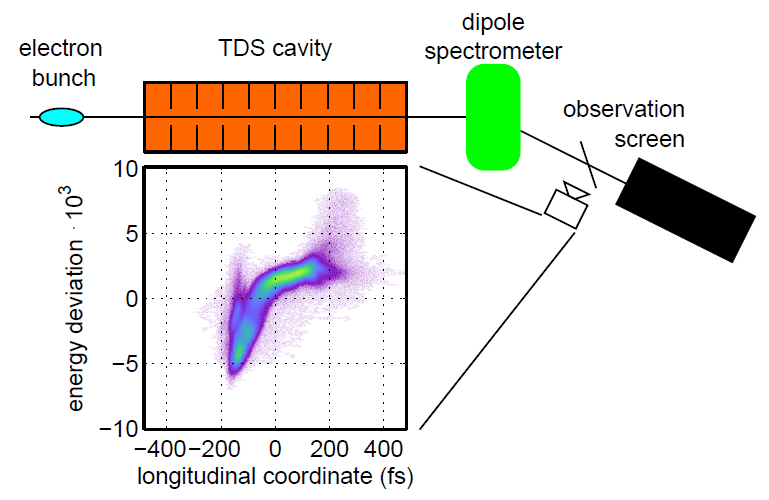 electron
bunch
TDS cavity
dipole
spectrometer
observation
screen
energy deviation · 10³
10
5
0
−5
−10
−400 −200 0 200 400
longitudinal coordinate (fs)